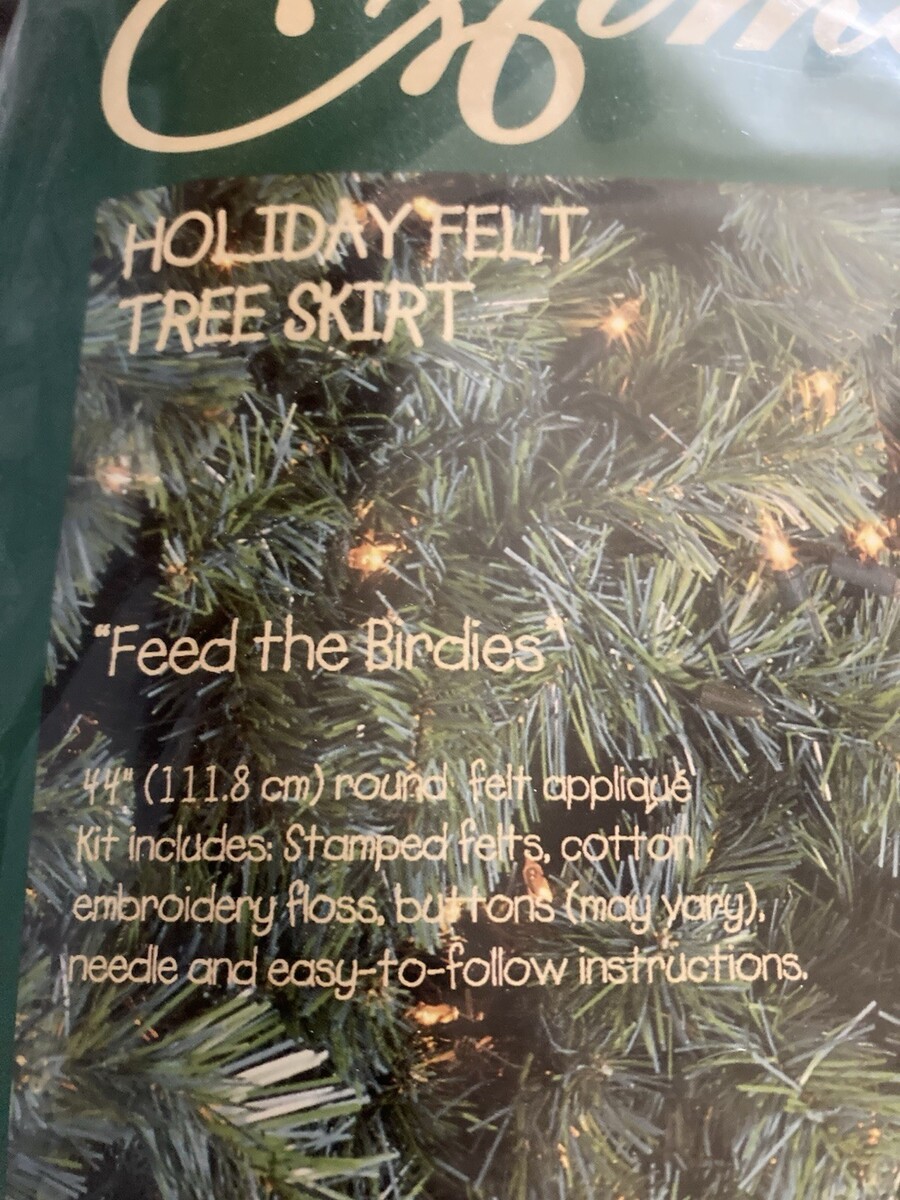 HOLIDAY FELT
TREE SKIRT
"Feed the Birdies"
44" (111.8 cm) round felt appliqué
Kit includes: Stamped felts, cotton
embroidery floss, buttons (may vary),
needle and easy-to-follow instructions.